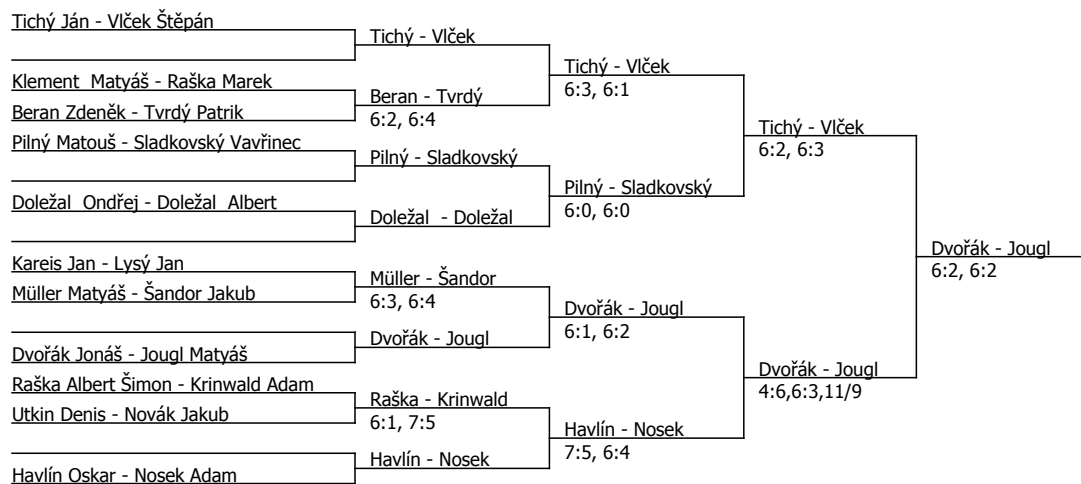 Tichý Ján - Vlček Štěpán
Klement  Matyáš - Raška Marek
Beran Zdeněk - Tvrdý Patrik
Pilný Matouš - Sladkovský Vavřinec
Doležal  Ondřej - Doležal  Albert
Kareis Jan - Lysý Jan
Müller Matyáš - Šandor Jakub
Dvořák Jonáš - Jougl Matyáš
Raška Albert Šimon - Krinwald Adam
Utkin Denis - Novák Jakub
Havlín Oskar - Nosek Adam
Tichý - Vlček
Beran - Tvrdý
6:2, 6:4
Pilný - Sladkovský
Doležal  - Doležal
Müller - Šandor
6:3, 6:4
Dvořák - Jougl
Raška - Krinwald
6:1, 7:5
Havlín - Nosek
Tichý - Vlček
6:3, 6:1
Pilný - Sladkovský
6:0, 6:0
Dvořák - Jougl
6:1, 6:2
Havlín - Nosek
7:5, 6:4
Tichý - Vlček
6:2, 6:3
Dvořák - Jougl
4:6,6:3,11/9
Dvořák - Jougl
6:2, 6:2